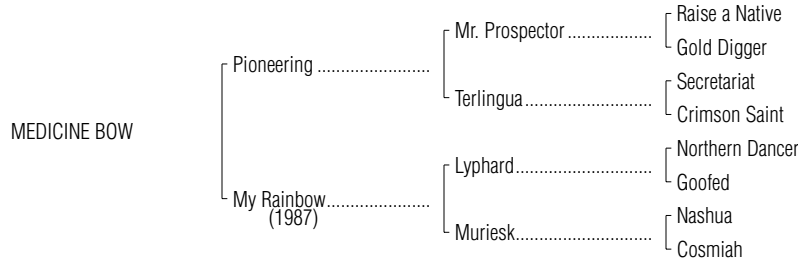 Raise a Native
Mr. Prospector ..................
Gold Digger
Pioneering ........................
Secretariat
Terlingua...........................
Crimson Saint
MEDICINE BOW
Northern Dancer
Lyphard.............................
Goofed
My Rainbow......................
(1987)
Nashua
Muriesk.............................
Cosmiah